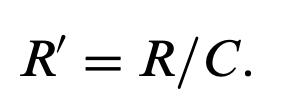 R′ = R/C.